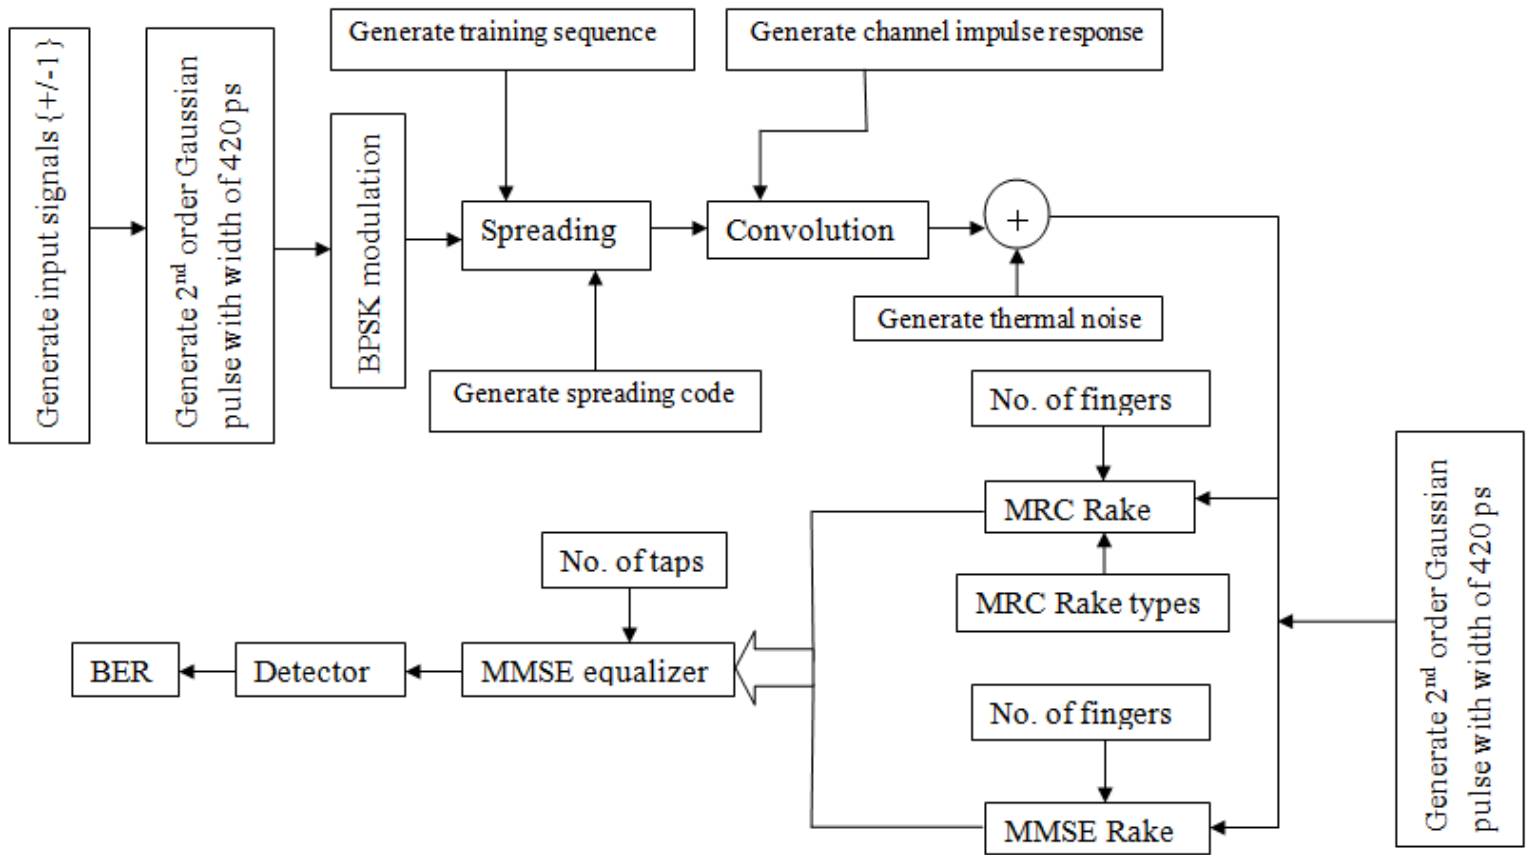 Generate input signals {+/-1}
Generate 2nd order Gaussian
pulse with width of 420 ps
BPSK modulation
Generate training sequence
Generate channel impulse response
Spreading
Convolution
+
Generate thermal noise
Generate spreading code
No. of fingers
MRC Rake
MRC Rake types
No. of taps
BER
Detector
MMSE equalizer
No. of fingers
MMSE Rake
Generate 2nd order Gaussian
pulse with width of 420 ps